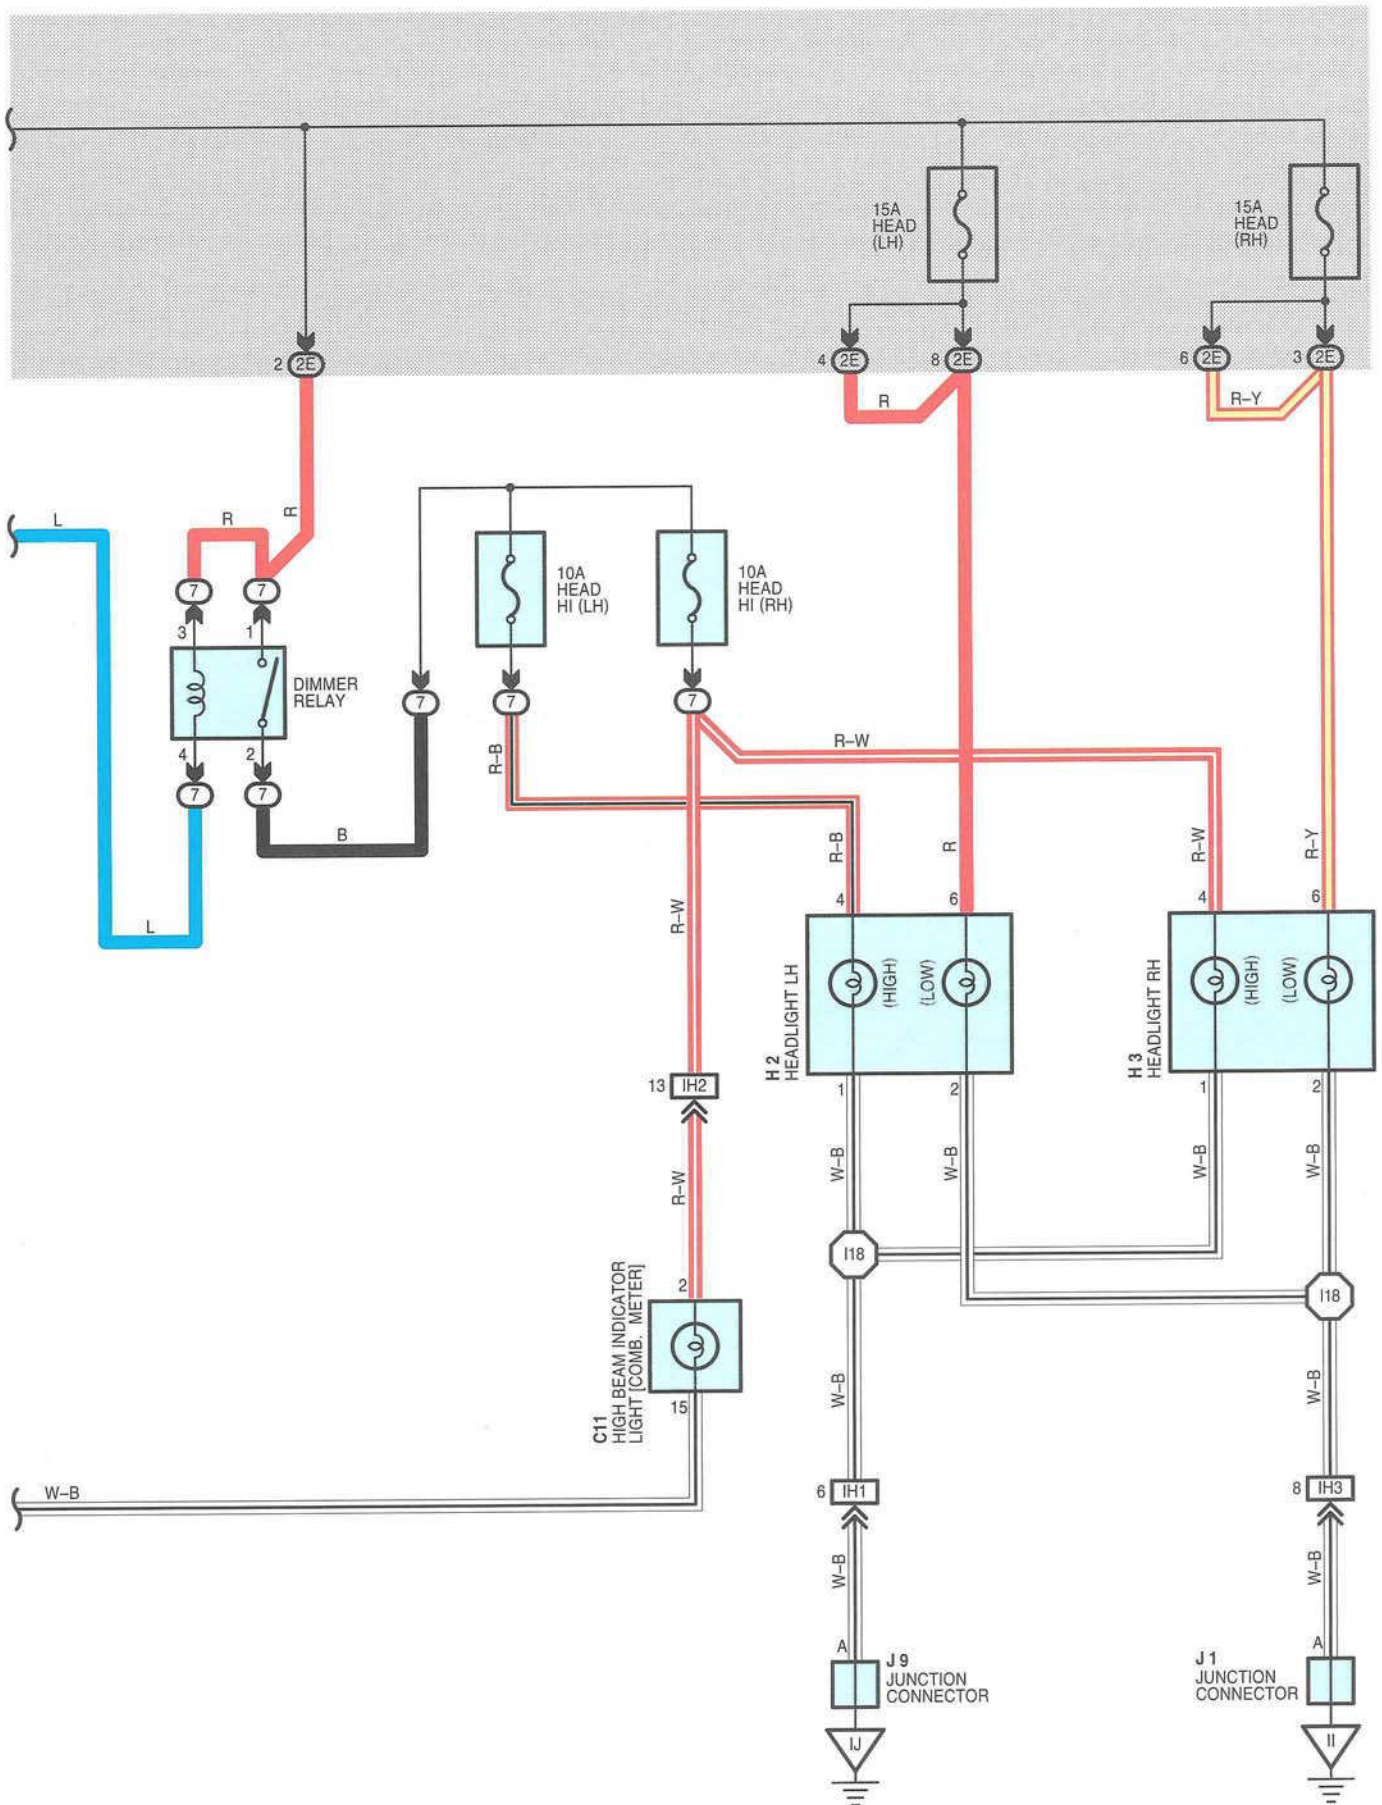 15A
HEAD
(LH)
15A
HEAD
(RH)
2 2E
4 2E
8 2E
6 2E
3 2E
R
R–Y
L
R
R
7
7
3
1
10A
HEAD
HI (LH)
10A
HEAD
HI (RH)
DIMMER
RELAY
7
7
7
4
2
7
7
R–B
R–W
B
L
R–B
R
R–W
R–Y
4
6
4
6
R–W
H 2
HEADLIGHT LH
(HIGH)
(LOW)
H 3
HEADLIGHT RH
(HIGH)
(LOW)
13 IH2
1
2
1
2
R–W
W–B
W–B
W–B
W–B
I18
I18
2
C11
HIGH BEAM INDICATOR
LIGHT [COMB. METER]
15
W–B
W–B
W–B
6 IH1
8 IH3
W–B
W–B
A
J 9
JUNCTION
CONNECTOR
A
J 1
JUNCTION
CONNECTOR
IJ
II